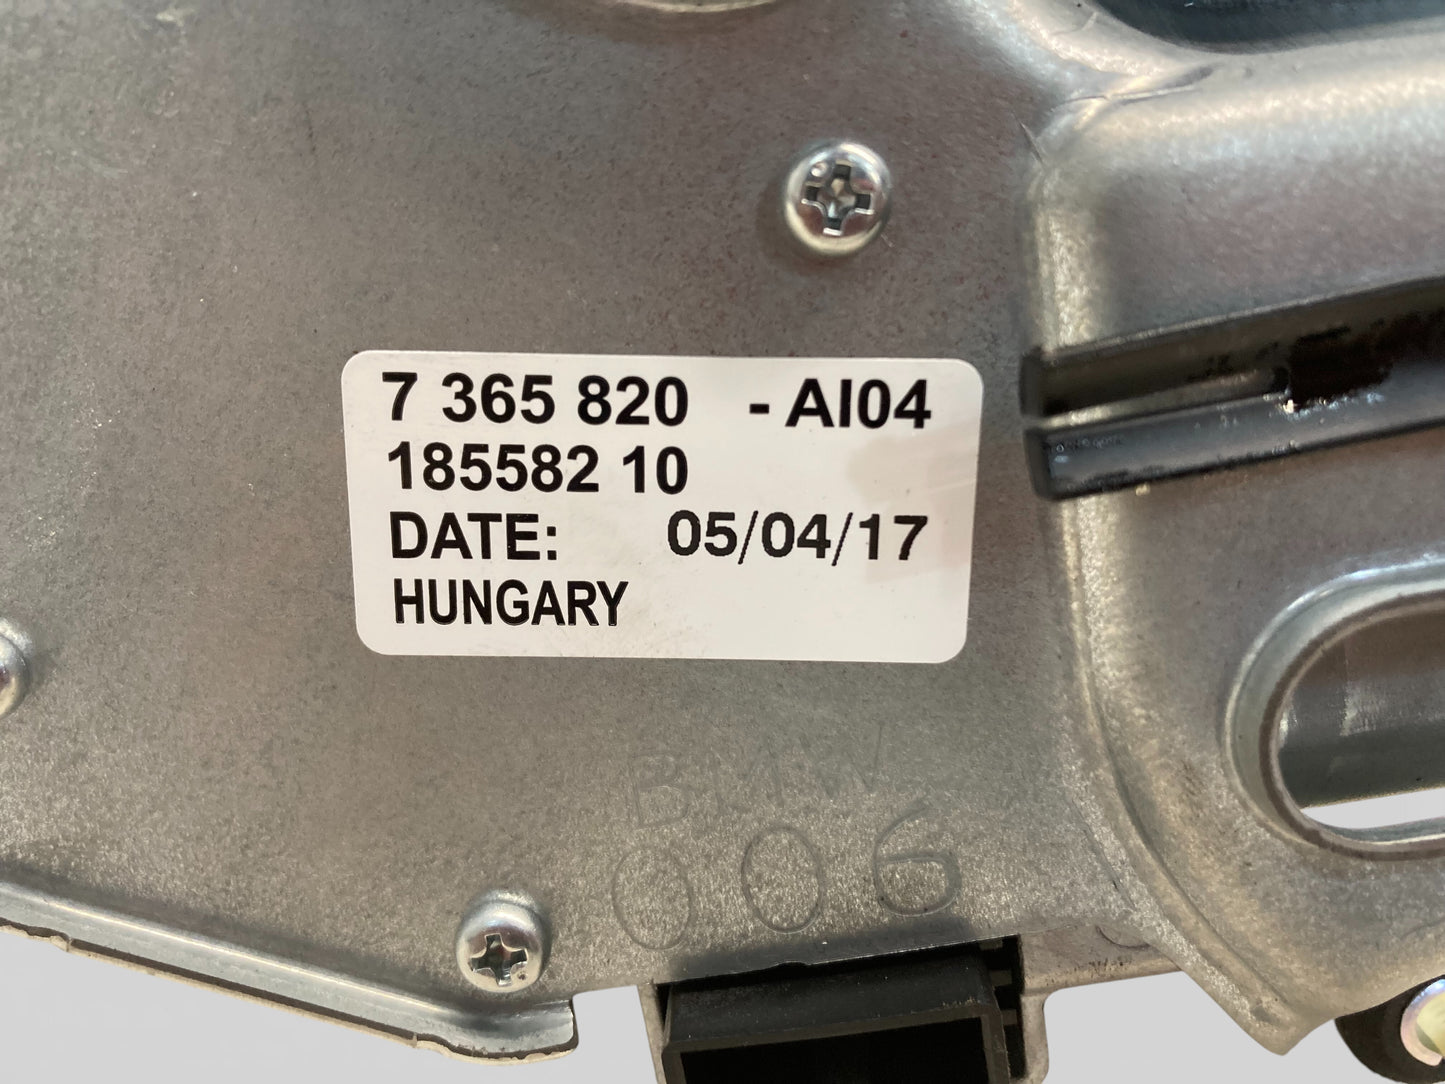 7 365 820 - AI04
185582 10
DATE: 05/04/17
HUNGARY
BMW
006